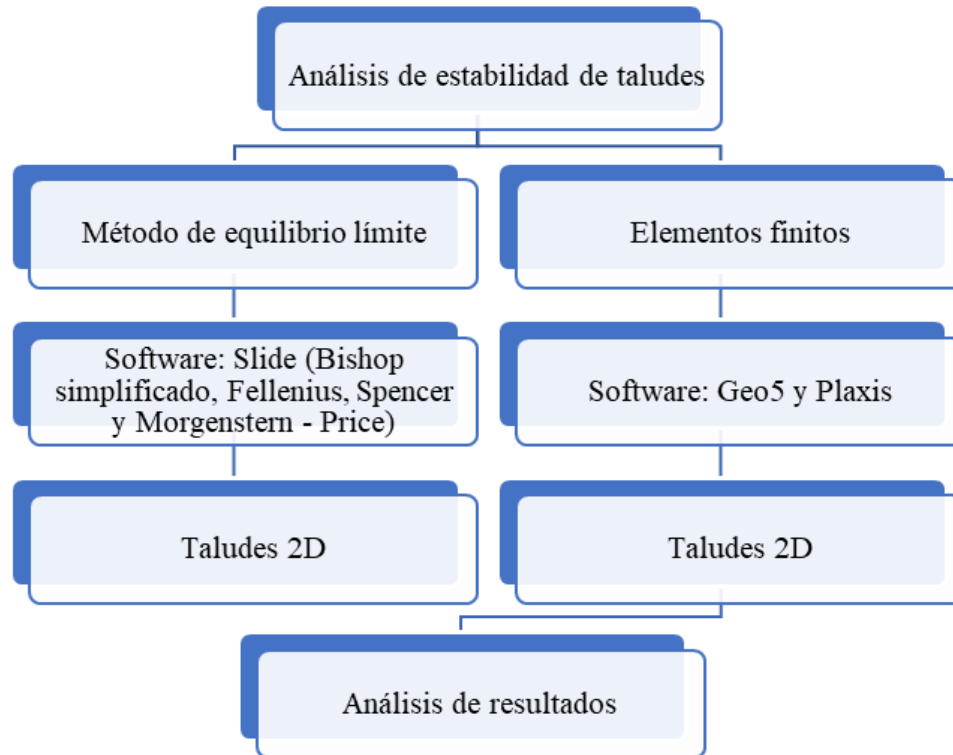 Análisis de estabilidad de taludes
Método de equilibrio límite
Elementos finitos
Software: Slide (Bishop
simplificado, Fellenius, Spencer
y Morgenstern - Price)
Software: Geo5 y Plaxis
Taludes 2D
Taludes 2D
Análisis de resultados